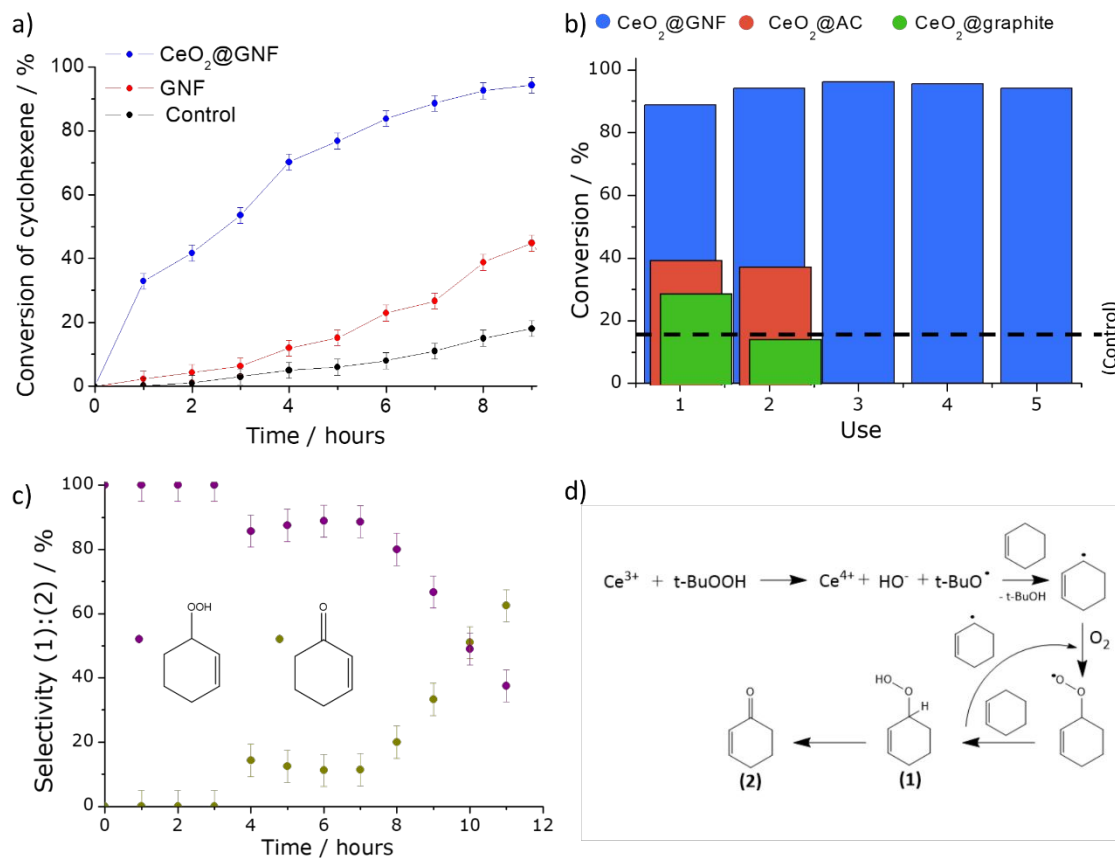 a)
CeO2@GNF
GNF
Control
Conversion of cyclohexene / %
100
80
60
40
20
0
0 2 4 6 8
Time / hours
b)
CeO2@GNF CeO2@AC CeO2@graphite
Conversion / %
100
80
60
40
20
0
(Control)
1 2 3 4 5
Use
c)
Selectivity (1):(2) / %
100
80
60
40
20
0
OOH
O
0 2 4 6 8 10 12
Time / hours
d)
Ce3+ + t-BuOOH Ce4+ + HO- + t-BuO•
- t-BuOH
O2
HO
O
H
•O
O
O
(2)
(1)